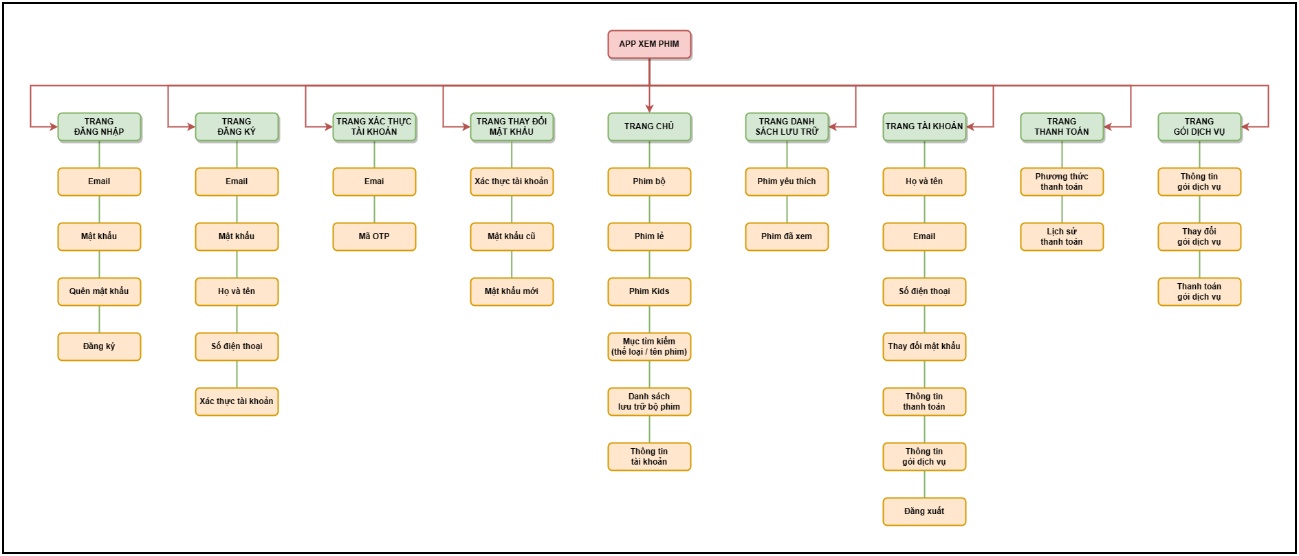 APP XEM PHIM
TRANG
ĐĂNG NHẬP
Email
Mật khẩu
Quên mật khẩu
Đăng ký
TRANG
ĐĂNG KÝ
Email
Mật khẩu
Họ và tên
Số điện thoại
Xác thực tài khoản
TRANG XÁC THỰC
TÀI KHOẢN
Emai
Mã OTP
TRANG THAY ĐỔI
MẬT KHẨU
Xác thực tài khoản
Mật khẩu cũ
Mật khẩu mới
TRANG CHỦ
Phim bộ
Phim lẻ
Phim Kids
Mục tìm kiếm
(thể loại / tên phim)
Danh sách
lưu trữ bộ phim
Thông tin
tài khoản
TRANG DANH
SÁCH LƯU TRỮ
Phim yêu thích
Phim đã xem
TRANG TÀI KHOẢN
Họ và tên
Email
Số điện thoại
Thay đổi mật khẩu
Thông tin
thanh toán
Thông tin
gói dịch vụ
Đăng xuất
TRANG
THANH TOÁN
Phương thức
thanh toán
Lịch sử
thanh toán
TRANG
GÓI DỊCH VỤ
Thông tin
gói dịch vụ
Thay đổi
gói dịch vụ
Thanh toán
gói dịch vụ